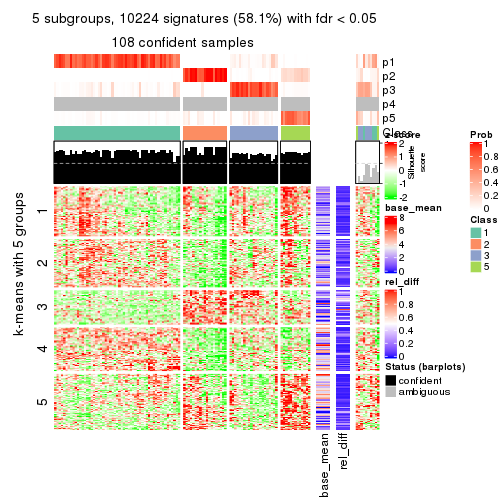 5 subgroups, 10224 signatures (58.1%) with fdr < 0.05
108 confident samples
p1
p2
p3
p4
p5
Class
k-means with 5 groups
1
2
3
4
5
base_mean
rel_diff
z-score
2
1
0
-1
-2
Silhouette
score
base_mean
8
6
4
2
0
rel_diff
1
0.8
0.6
0.4
0.2
0
Status (barplots)
confident
ambiguous
Prob
1
0.8
0.6
0.4
0.2
0
Class
1
2
3
5